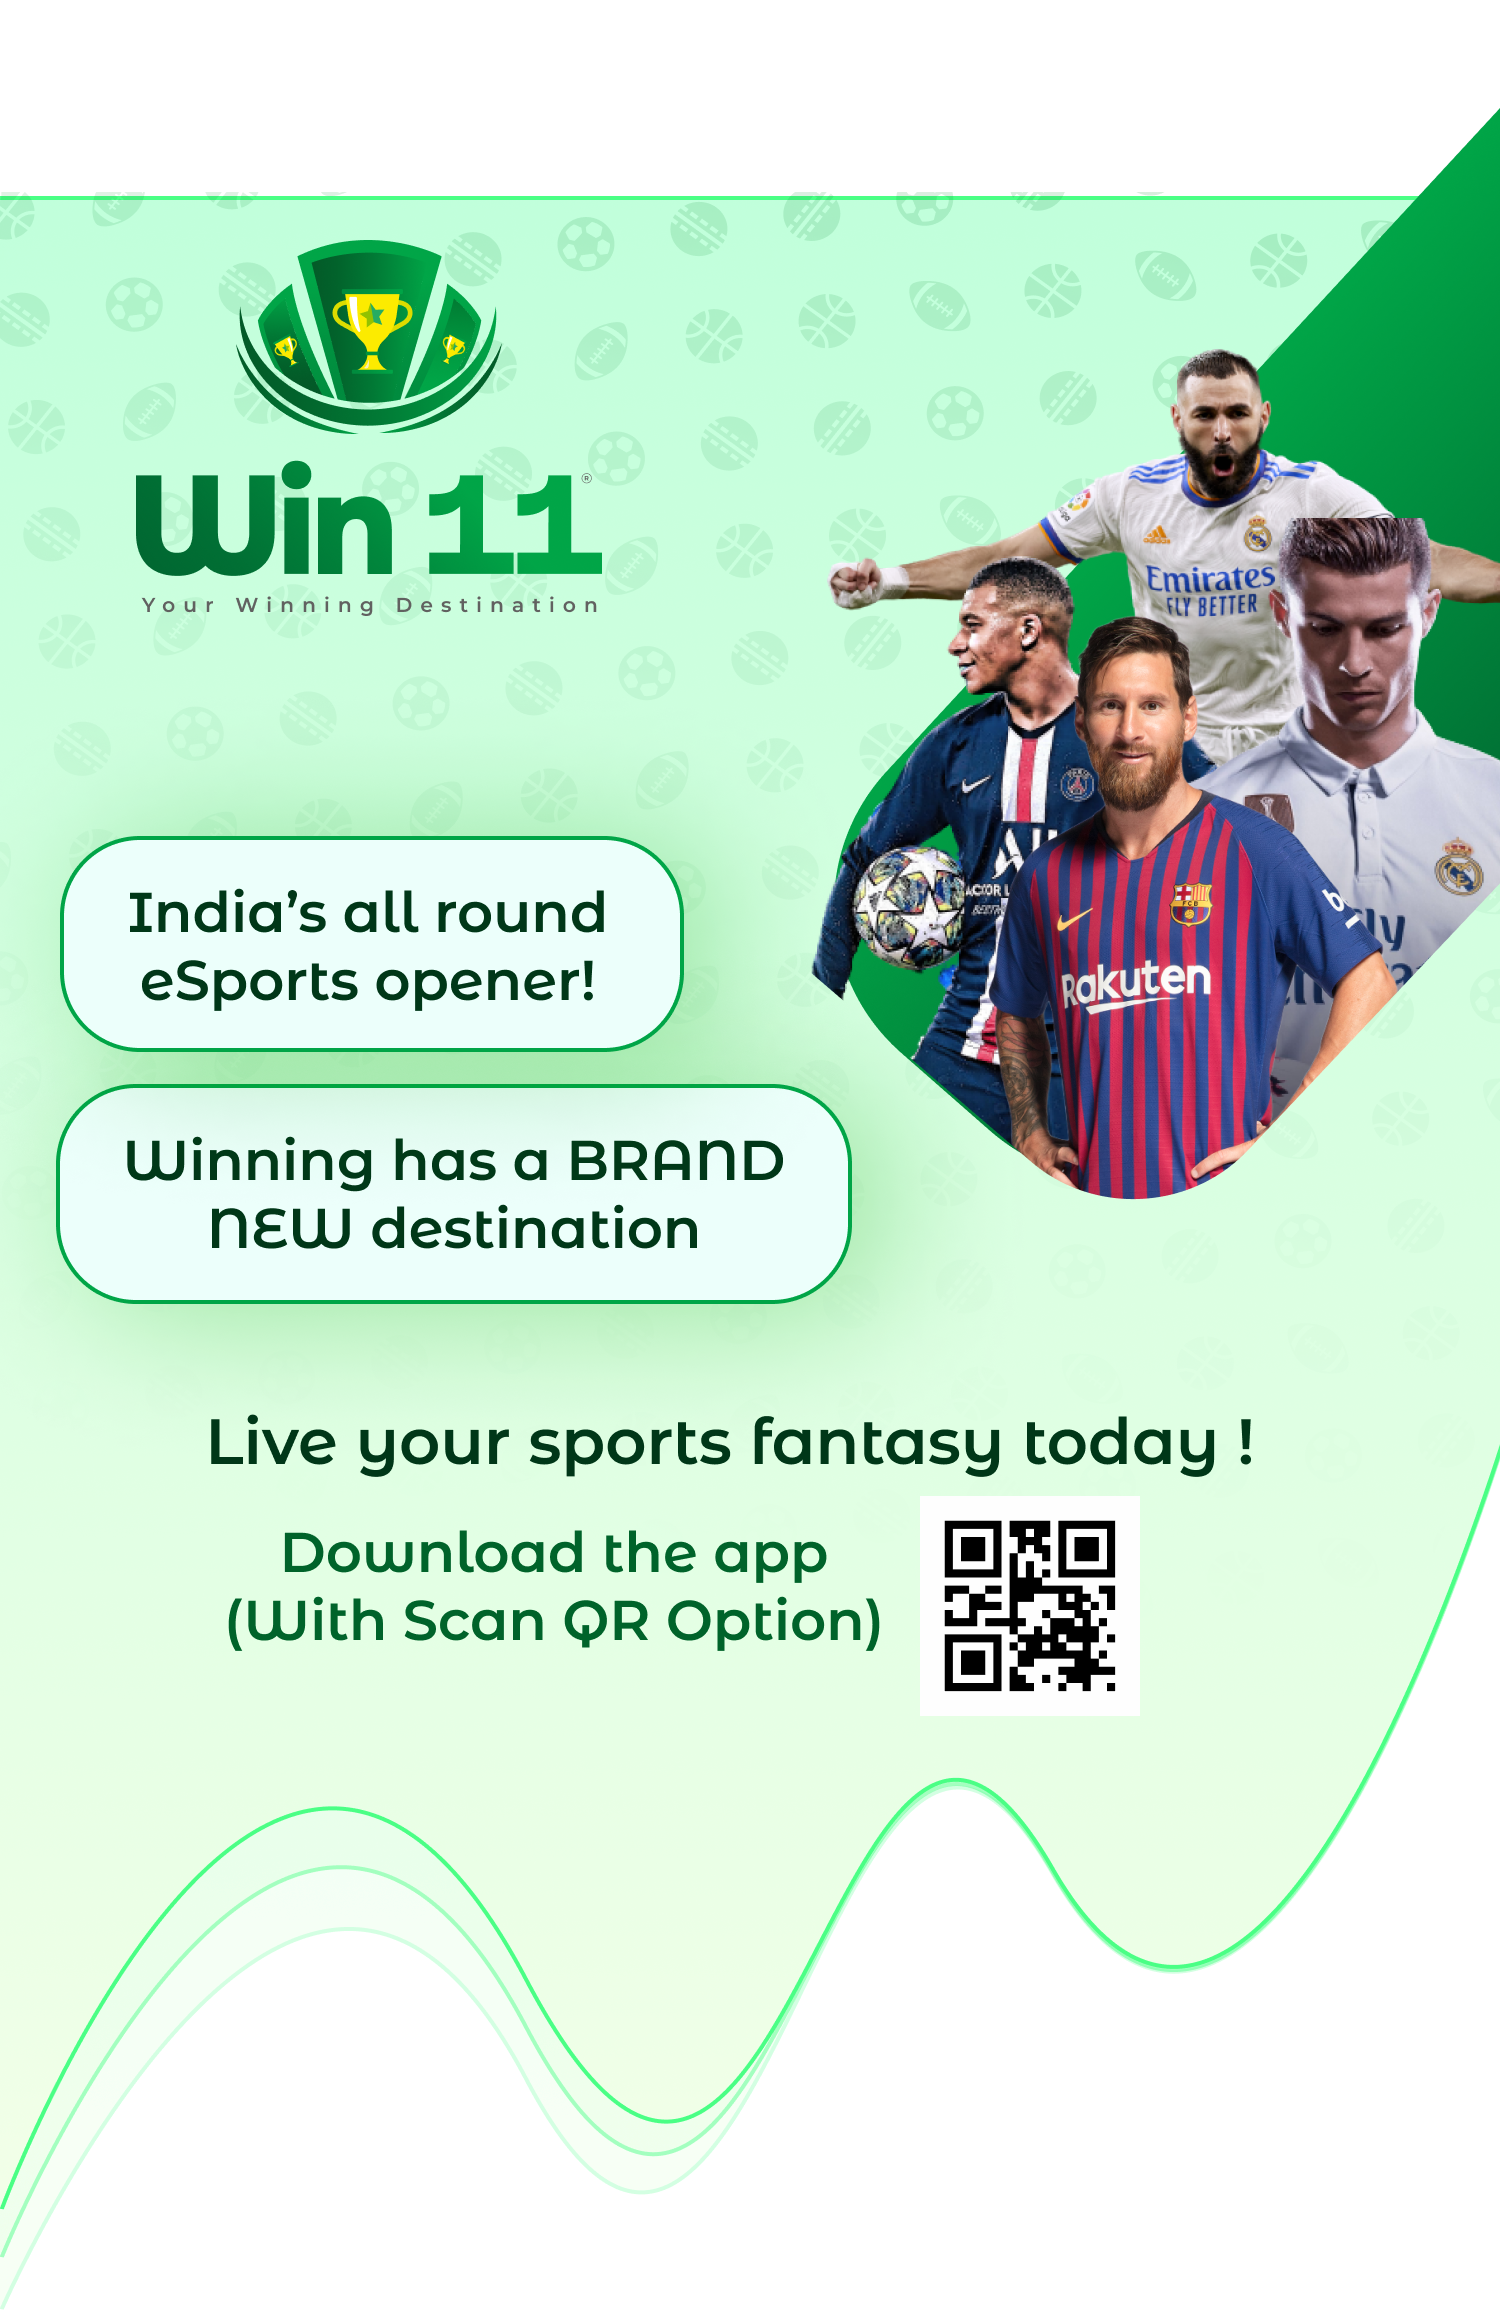 Win 11®
Your Winning Destination
Emirates
FLY BETTER
ACCOR L
Rakuten
India’s all round
eSports opener!
Winning has a BRAND
NEW destination
Live your sports fantasy today !
Download the app
(With Scan QR Option)